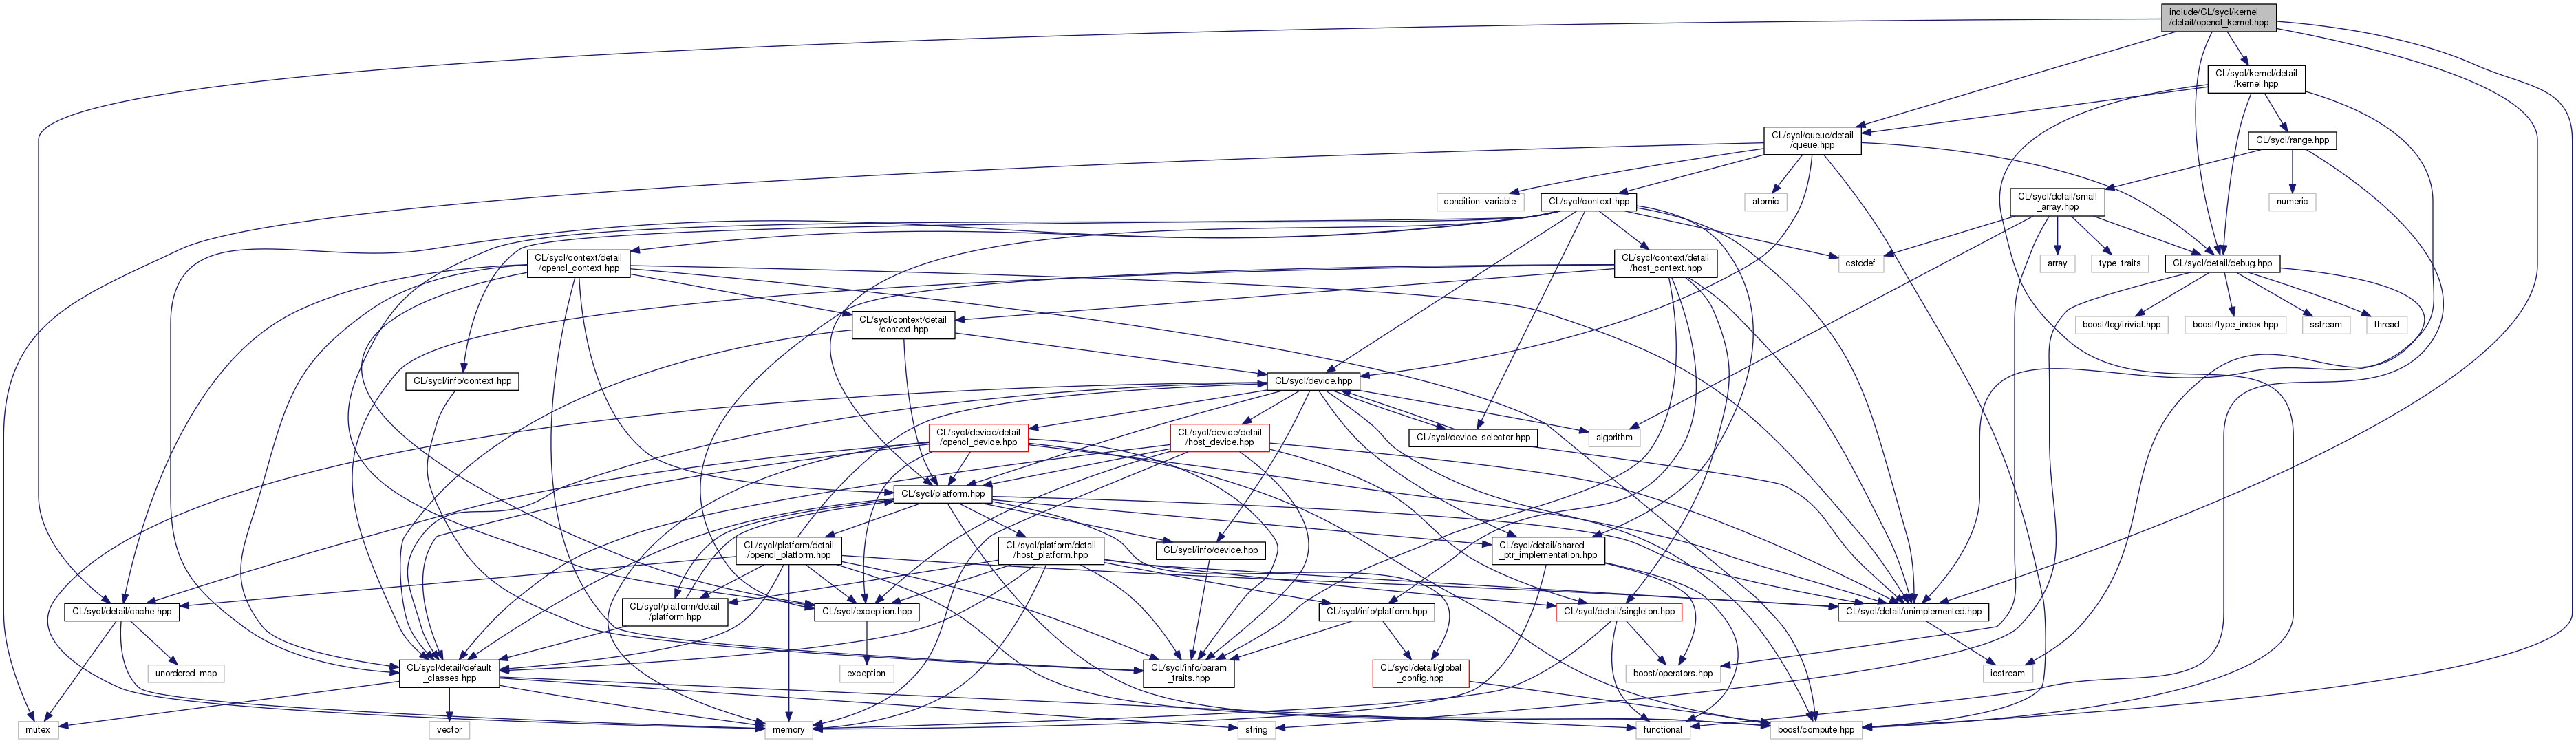 include/CL/sycl/kernel
/detail/opencl_kernel.hpp
CL/sycl/kernel/detail
/kernel.hpp
CL/sycl/queue/detail
/queue.hpp
CL/sycl/range.hpp
condition_variable
CL/sycl/context.hpp
atomic
CL/sycl/detail/small
_array.hpp
numeric
CL/sycl/context/detail
/opencl_context.hpp
CL/sycl/context/detail
/host_context.hpp
cstddef
array
type_traits
CL/sycl/detail/debug.hpp
CL/sycl/context/detail
/context.hpp
boost/log/trivial.hpp
boost/type_index.hpp
sstream
thread
CL/sycl/info/context.hpp
CL/sycl/device.hpp
CL/sycl/device/detail
/opencl_device.hpp
CL/sycl/device/detail
/host_device.hpp
CL/sycl/device_selector.hpp
algorithm
CL/sycl/platform.hpp
CL/sycl/platform/detail
/opencl_platform.hpp
CL/sycl/platform/detail
/host_platform.hpp
CL/sycl/info/device.hpp
CL/sycl/detail/shared
_ptr_implementation.hpp
CL/sycl/detail/cache.hpp
CL/sycl/platform/detail
/platform.hpp
CL/sycl/exception.hpp
CL/sycl/info/platform.hpp
CL/sycl/detail/singleton.hpp
CL/sycl/detail/unimplemented.hpp
unordered_map
CL/sycl/detail/default
_classes.hpp
exception
CL/sycl/info/param
_traits.hpp
CL/sycl/detail/global
_config.hpp
boost/operators.hpp
iostream
mutex
vector
memory
string
functional
boost/compute.hpp